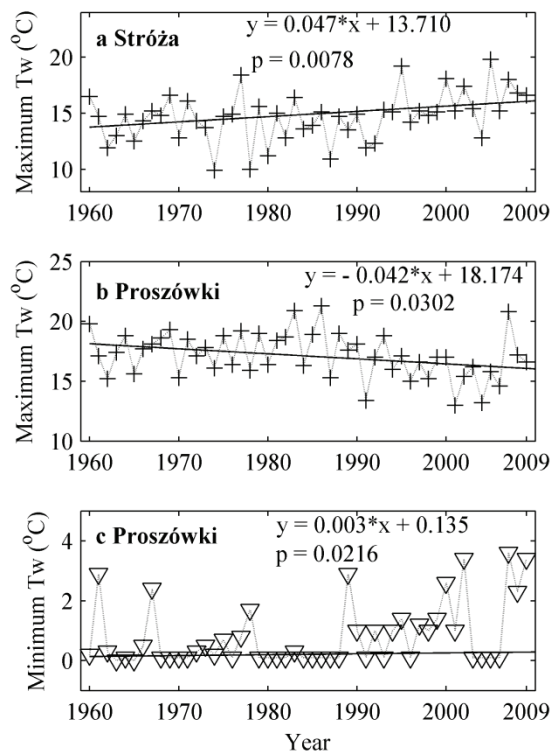 a Stróża
y = 0.047*x + 13.710
p = 0.0078
Maximum Tw (°C)
20
15
10
1960 1970 1980 1990 2000 2009
b Proszówki
y = - 0.042*x + 18.174
p = 0.0302
Maximum Tw (°C)
25
20
15
10
1960 1970 1980 1990 2000 2009
c Proszówki
y = 0.003*x + 0.135
p = 0.0216
Minimum Tw (°C)
4
2
0
1960 1970 1980 1990 2000 2009
Year